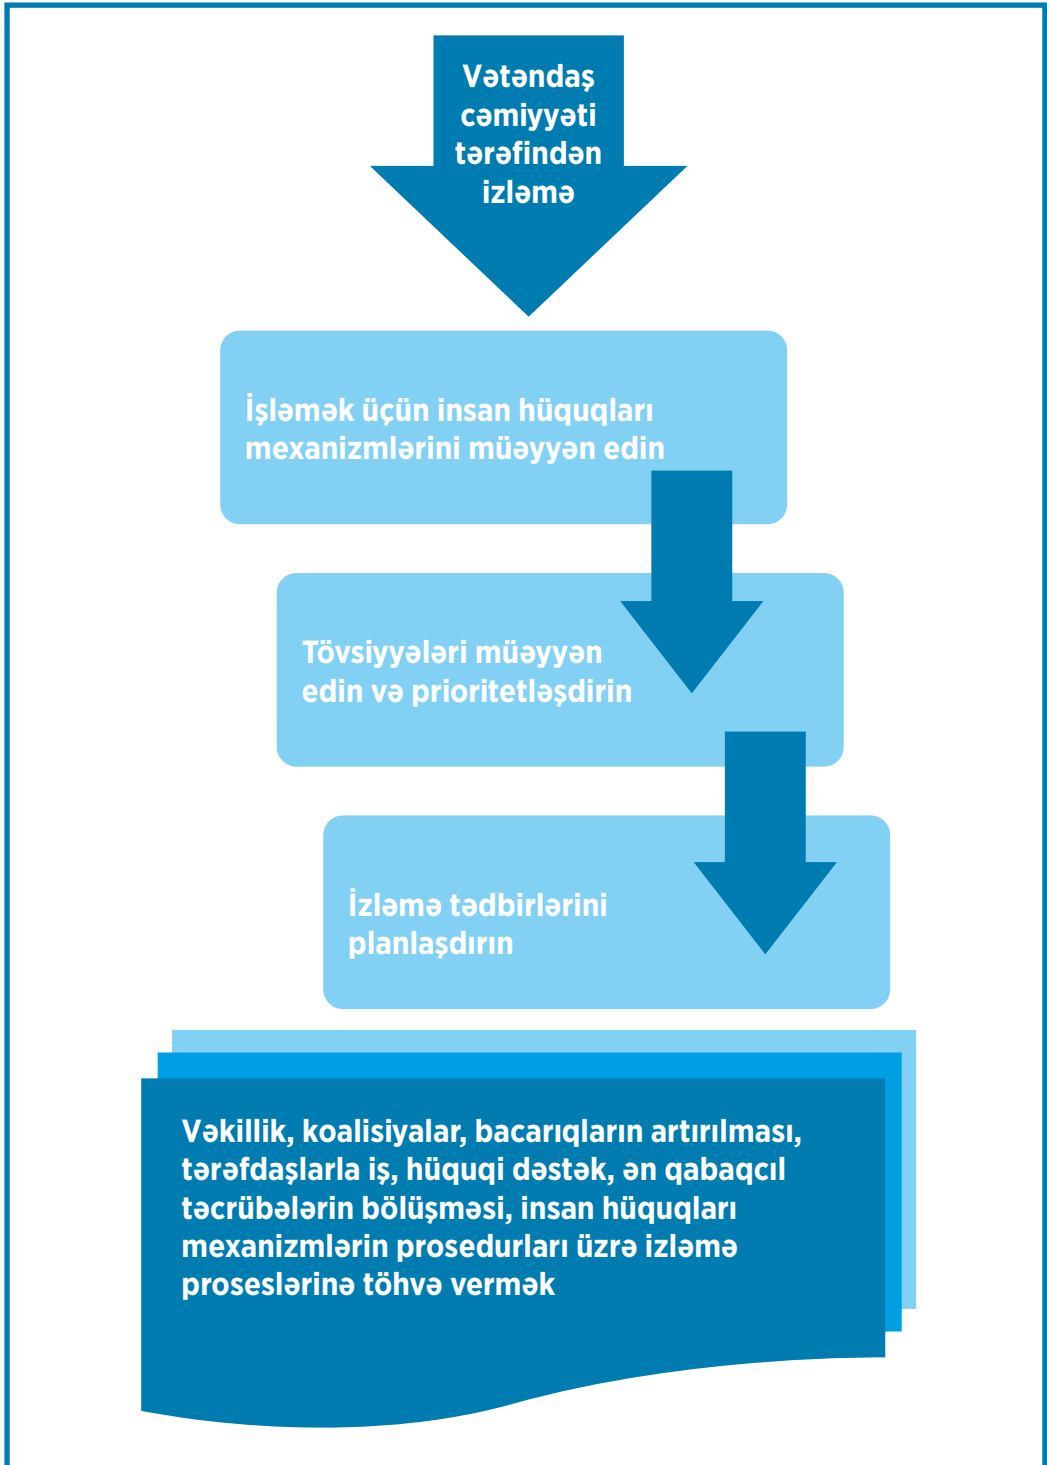 Vətəndaş
cəmiyyəti
tərəfindən
izləmə
İşləmək üçün insan hüquqları
mexanizmlərini müəyyən edin
Tövsiyyələri müəyyən
edin və prioritetləşdirin
İzləmə tədbirlərini
planlaşdırın
Vəkillik, koalisiyalar, bacarıqların artırılması,
tərəfdaşlarla iş, hüquqi dəstək, ən qabaqcıl
təcrübələrin bölüşməsi, insan hüquqları
mexanizmlərin prosedurları üzrə izləmə
proseslərinə töhvə vermək